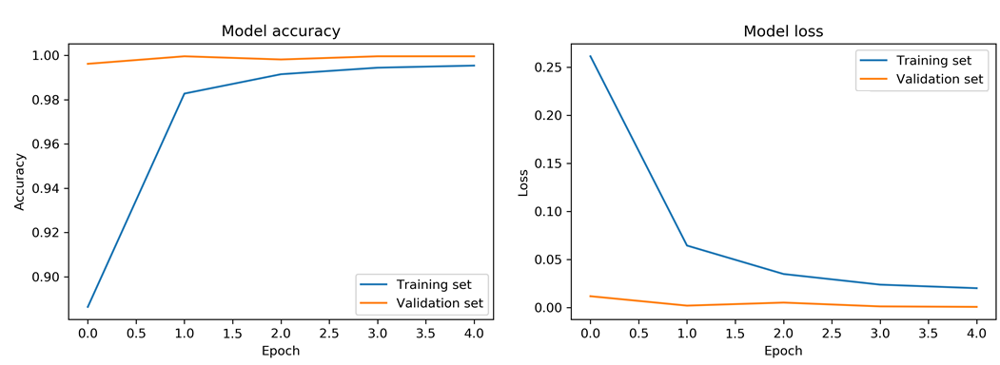 Model accuracy
1.00
0.98
0.96
0.94
0.92
0.90
Accuracy
Training set
Validation set
0.0 0.5 1.0 1.5 2.0 2.5 3.0 3.5 4.0
Epoch
Model loss
0.25
0.20
0.15
0.10
0.05
0.00
Loss
Training set
Validation set
0.0 0.5 1.0 1.5 2.0 2.5 3.0 3.5 4.0
Epoch